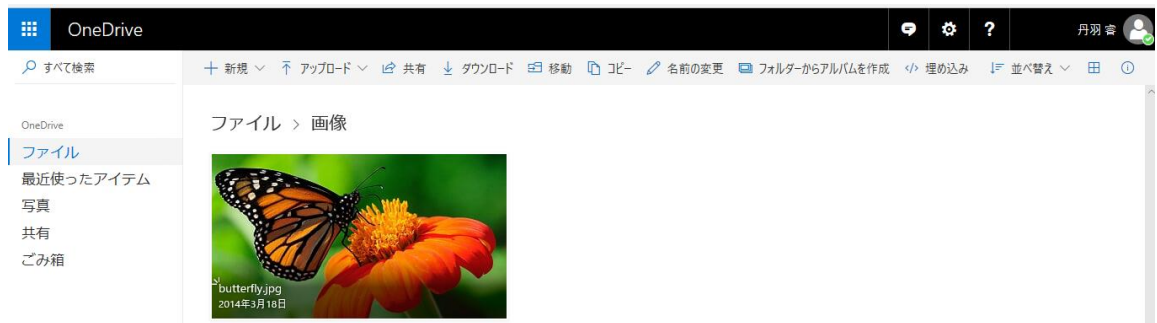 OneDrive
丹羽 睿
すべて検索
新規 アップロード 共有 ダウンロード 移動 コピー 名前の変更 フォルダーからアルバムを作成 埋め込み 並べ替え
OneDrive
ファイル
最近使ったアイテム
写真
共有
ごみ箱
ファイル > 画像
butterfly.jpg
2014年3月18日